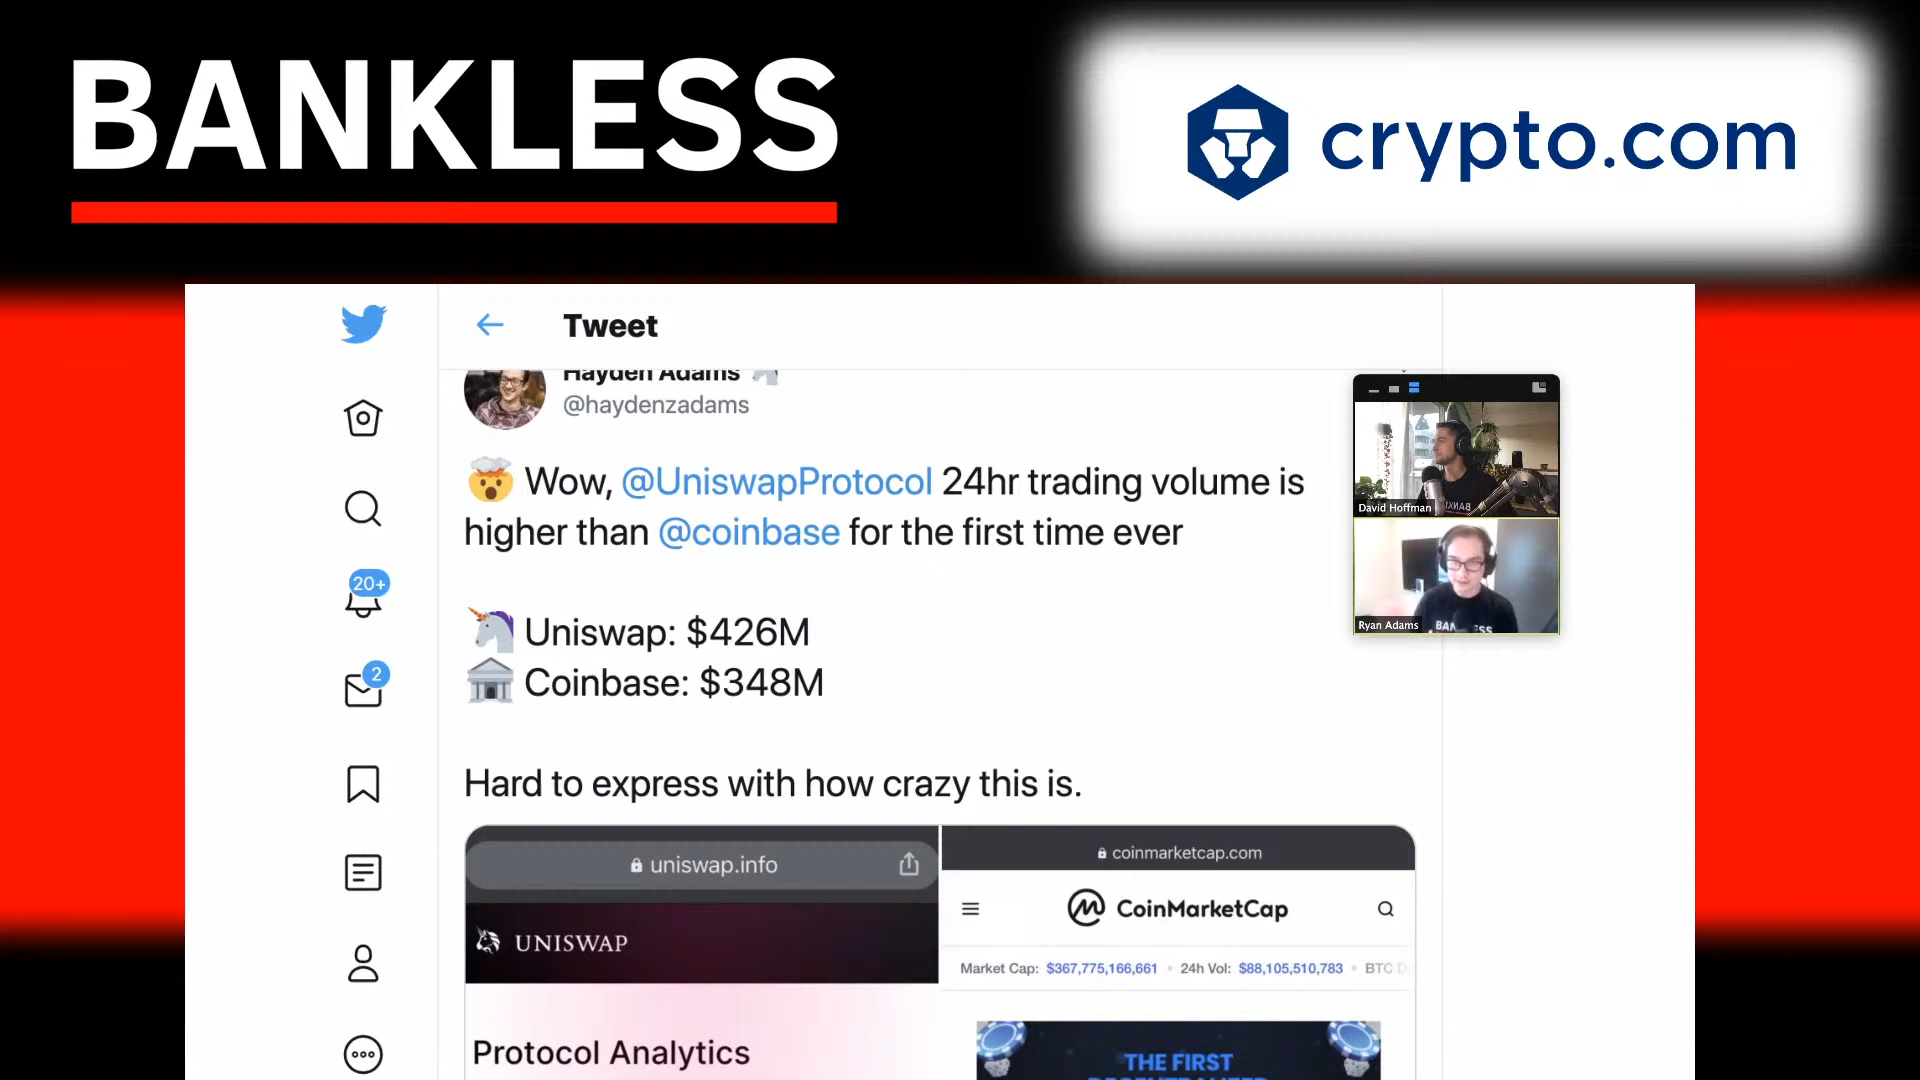 BANKLESS
crypto.com
Tweet
Hayden Adams
@haydenzadams
Wow, @UniswapProtocol 24hr trading volume is
higher than @coinbase for the first time ever
Uniswap: $426M
Coinbase: $348M
Hard to express with how crazy this is.
20+
2
David Hoffman
Ryan Adams
uniswap.info
UNISWAP
Protocol Analytics
coinmarketcap.com
CoinMarketCap
Market Cap: $367,775,166,661 • 24h Vol: $88,105,510,783 • BTC D
THE FIRST